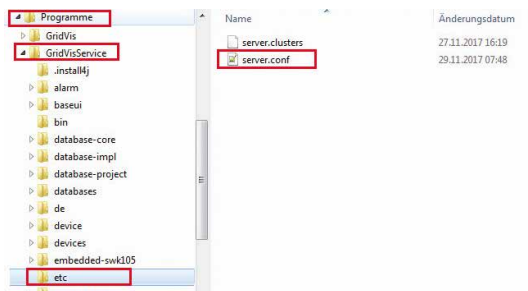 Programme
GridVis
GridVisService
.install4j
alarm
baseui
bin
database-core
database-impl
database-project
databases
de
device
devices
embedded-swk105
etc
Name
Änderungsdatum
server.clusters
27.11.2017 16:19
server.conf
29.11.2017 07:48